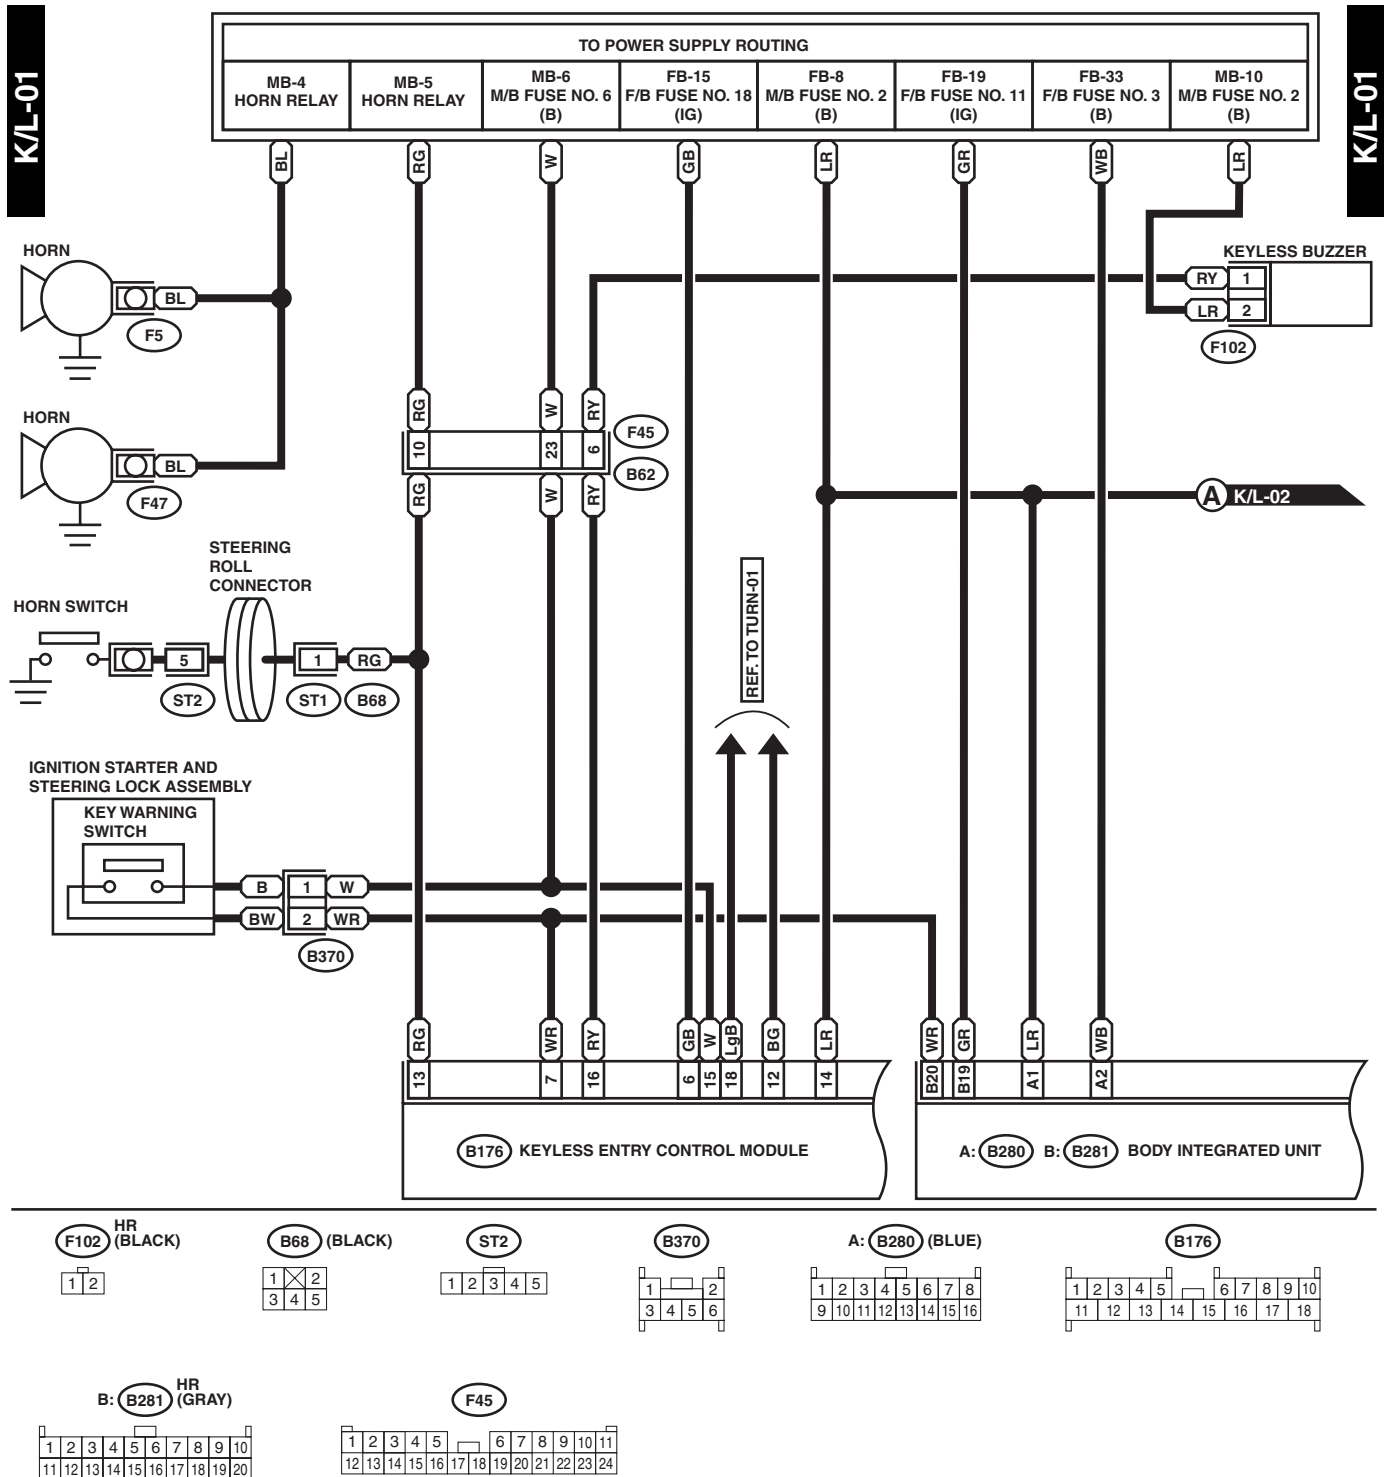 K/L-01
K/L-01
TO POWER SUPPLY ROUTING
MB-4
HORN RELAY
MB-5
HORN RELAY
MB-6
M/B FUSE NO. 6
(B)
FB-15
F/B FUSE NO. 18
(IG)
FB-8
M/B FUSE NO. 2
(B)
FB-19
F/B FUSE NO. 11
(IG)
FB-33
F/B FUSE NO. 3
(B)
MB-10
M/B FUSE NO. 2
(B)
BL
RG
W
GB
LR
GR
WB
LR
HORN
BL
F5
KEYLESS BUZZER
RY 1
LR 2
F102
HORN
BL
F47
RG
W
RY
10
23
6
F45
B62
RG
W
RY
A K/L-02
STEERING
ROLL
CONNECTOR
HORN SWITCH
5
1
RG
ST2
ST1
B68
REF. TO TURN-01
IGNITION STARTER AND
STEERING LOCK ASSEMBLY
KEY WARNING
SWITCH
B 1 W
BW 2 WR
B370
RG
WR
RY
GB
W
LgB
BG
LR
WR
GR
LR
WB
13
7
16
6
15
18
12
14
B20
B19
A1
A2
B176 KEYLESS ENTRY CONTROL MODULE
A: B280 B: B281 BODY INTEGRATED UNIT
F102 HR
(BLACK)
1 2
B68 (BLACK)
1 2
3 4 5
ST2
1 2 3 4 5
B370
1 2
3 4 5 6
A: B280 (BLUE)
1 2 3 4 5 6 7 8
9 10 11 12 13 14 15 16
B176
1 2 3 4 5 6 7 8 9 10
11 12 13 14 15 16 17 18
B: B281 HR
(GRAY)
1 2 3 4 5 6 7 8 9 10
11 12 13 14 15 16 17 18 19 20
F45
1 2 3 4 5 6 7 8 9 10 11
12 13 14 15 16 17 18 19 20 21 22 23 24